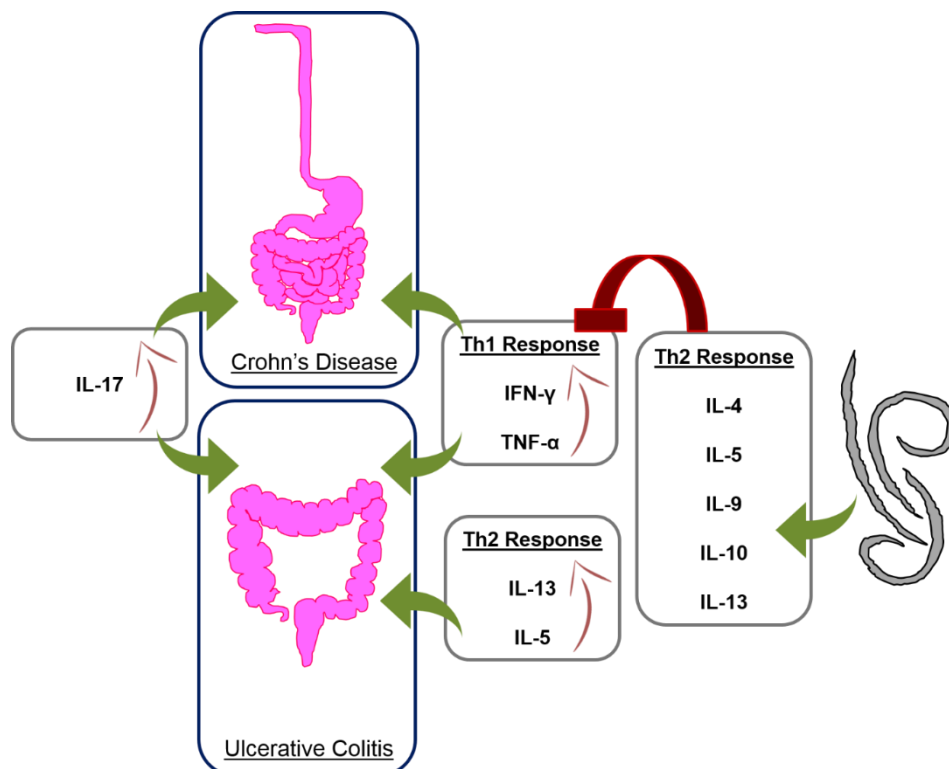 IL-17
Crohn's Disease
Th1 Response
IFN-γ
TNF-α
Th2 Response
IL-4
IL-5
IL-9
IL-10
IL-13
Th2 Response
IL-13
IL-5
Ulcerative Colitis